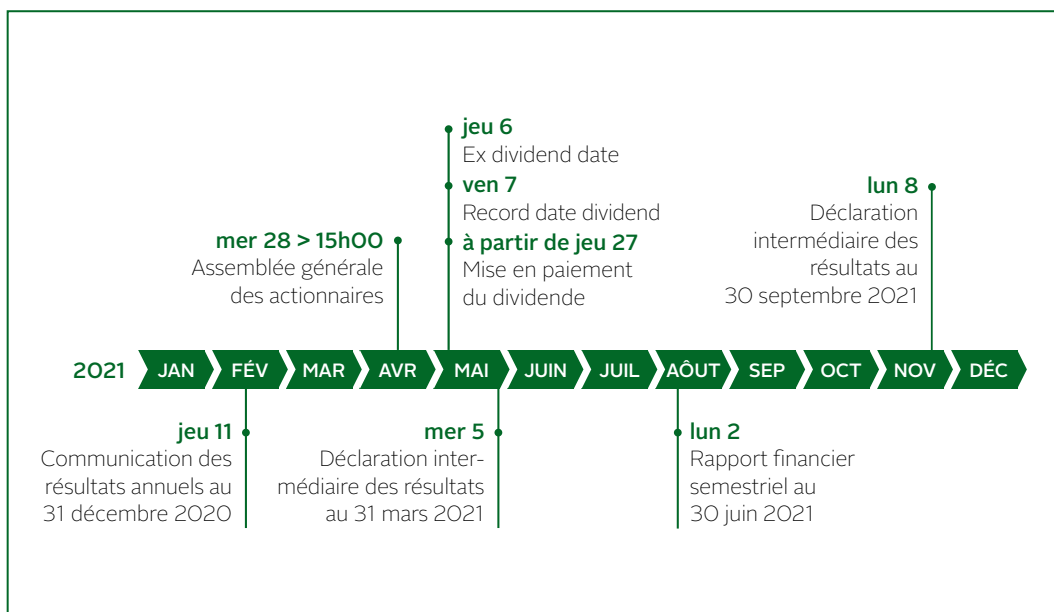 jeu 6
Ex dividend date
ven 7
Record date dividend
à partir de jeu 27
Mise en paiement
du dividende
mer 28 > 15h00
Assemblée générale
des actionnaires
lun 8
Déclaration
intermédiaire des
résultats au
30 septembre 2021
2021 JAN FÉV MAR AVR MAI JUIN JUIL AÔUT SEP OCT NOV DÉC
jeu 11
Communication des
résultats annuels au
31 décembre 2020
mer 5
Déclaration inter-
médiaire des résultats
au 31 mars 2021
lun 2
Rapport financier
semestriel au
30 juin 2021